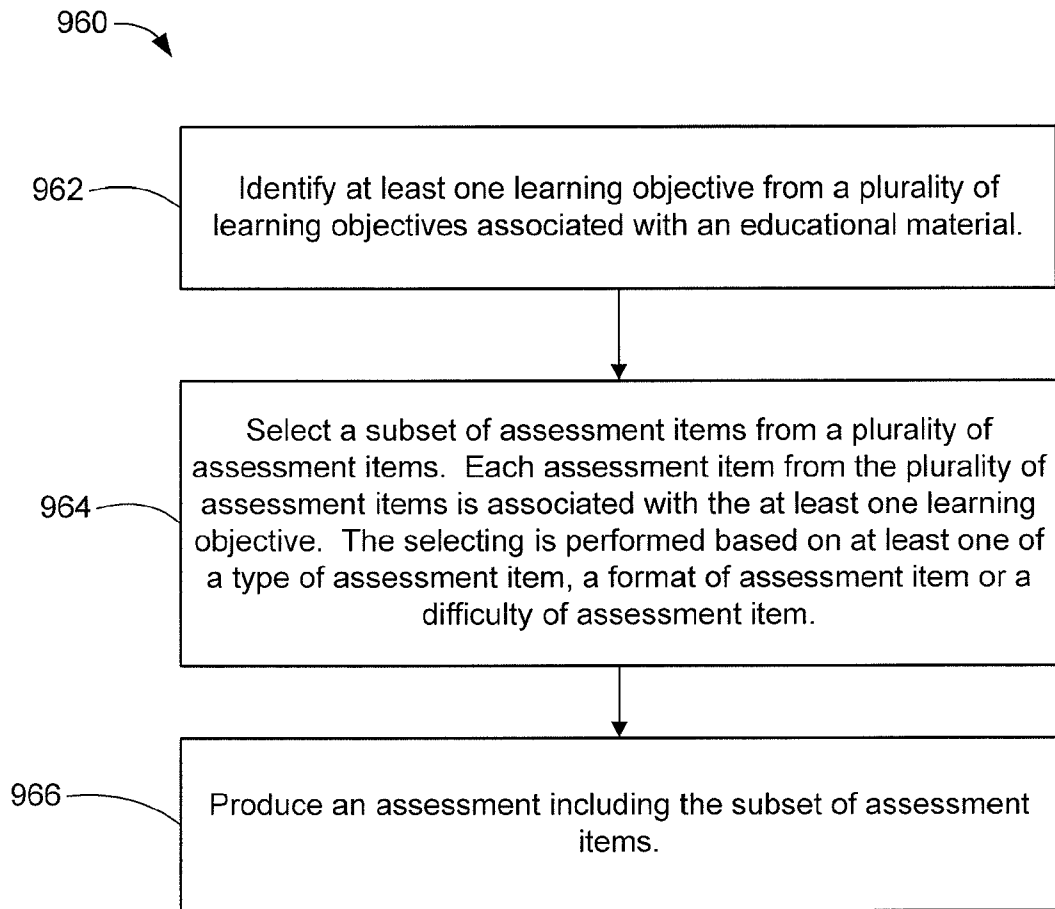 960
962
Identify at least one learning objective from a plurality of
learning objectives associated with an educational material.
964
Select a subset of assessment items from a plurality of
assessment items.  Each assessment item from the plurality of
assessment items is associated with the at least one learning
objective.  The selecting is performed based on at least one of
a type of assessment item, a format of assessment item or a
difficulty of assessment item.
966
Produce an assessment including the subset of assessment
items.